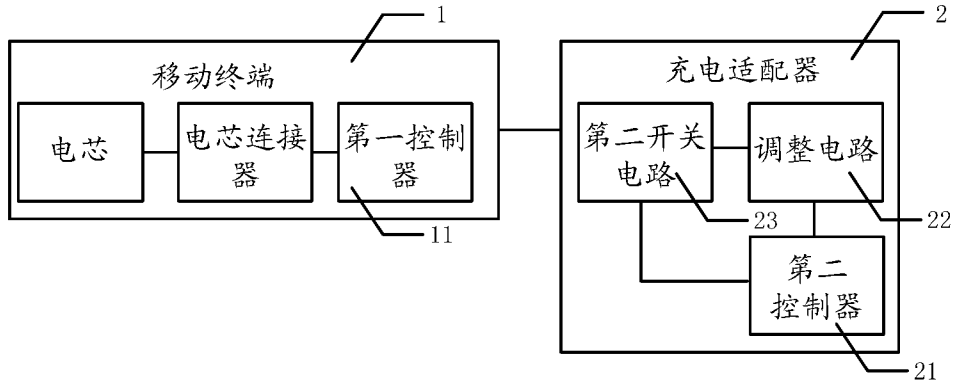 1
移动终端
电芯
电芯连接
器
第一控制
器
11
2
充电适配器
第二开关
电路
23
调整电路
22
第二
控制器
21